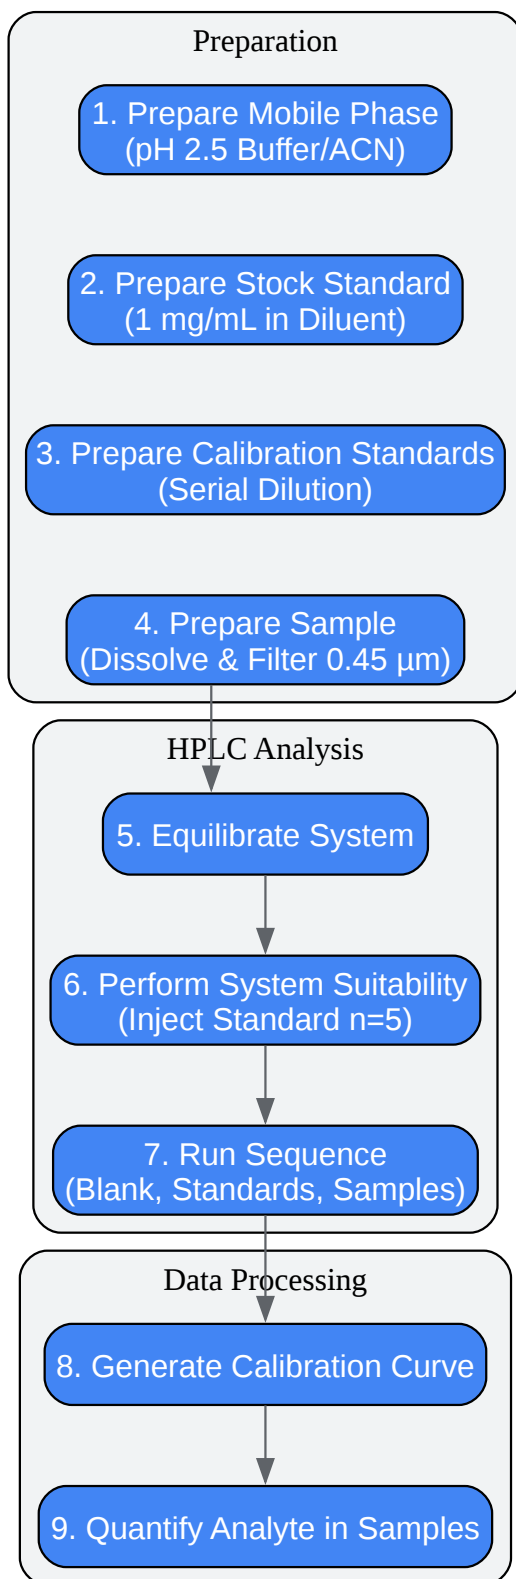 Preparation
1. Prepare Mobile Phase
(pH 2.5 Buffer/ACN)
2. Prepare Stock Standard
(1 mg/mL in Diluent)
3. Prepare Calibration Standards
(Serial Dilution)
4. Prepare Sample
(Dissolve & Filter 0.45 µm)
HPLC Analysis
5. Equilibrate System
6. Perform System Suitability
(Inject Standard n=5)
7. Run Sequence
(Blank, Standards, Samples)
Data Processing
8. Generate Calibration Curve
9. Quantify Analyte in Samples